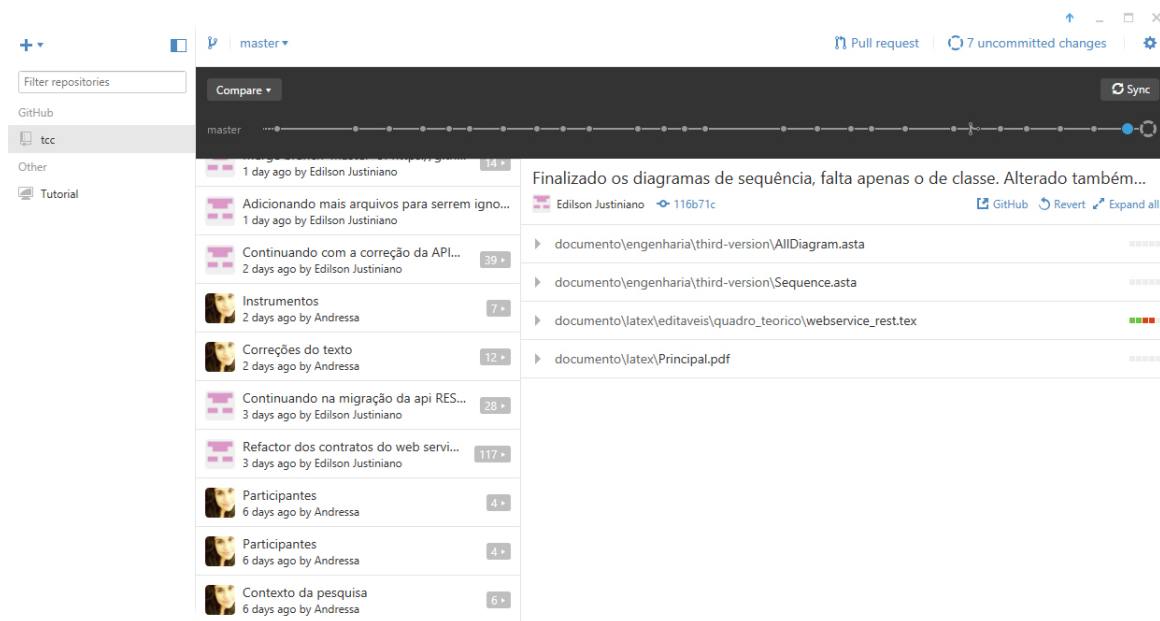 master
Pull request
7 uncommitted changes
Filter repositories
GitHub
tcc
Other
Tutorial
Compare
Sync
master
14
1 day ago by Edilson Justiniano
Adicionando mais arquivos para serem igno...
1 day ago by Edilson Justiniano
Continuando com a correção da API...
39
2 days ago by Edilson Justiniano
Instrumentos
7
2 days ago by Andressa
Correções do texto
12
2 days ago by Andressa
Continuando na migração da api RES...
28
3 days ago by Edilson Justiniano
Refactor dos contratos do web servi...
117
3 days ago by Edilson Justiniano
Participantes
4
6 days ago by Andressa
Participantes
4
6 days ago by Andressa
Contexto da pesquisa
6
6 days ago by Andressa
Finalizado os diagramas de sequência, falta apenas o de classe. Alterado também...
Edilson Justiniano 116b71c
GitHub Revert Expand all
documento\engenharia\third-version\AllDiagram.asta
documento\engenharia\third-version\Sequence.asta
documento\latex\editaveis\quadro_teorico\webservice_rest.tex
documento\latex\Principal.pdf